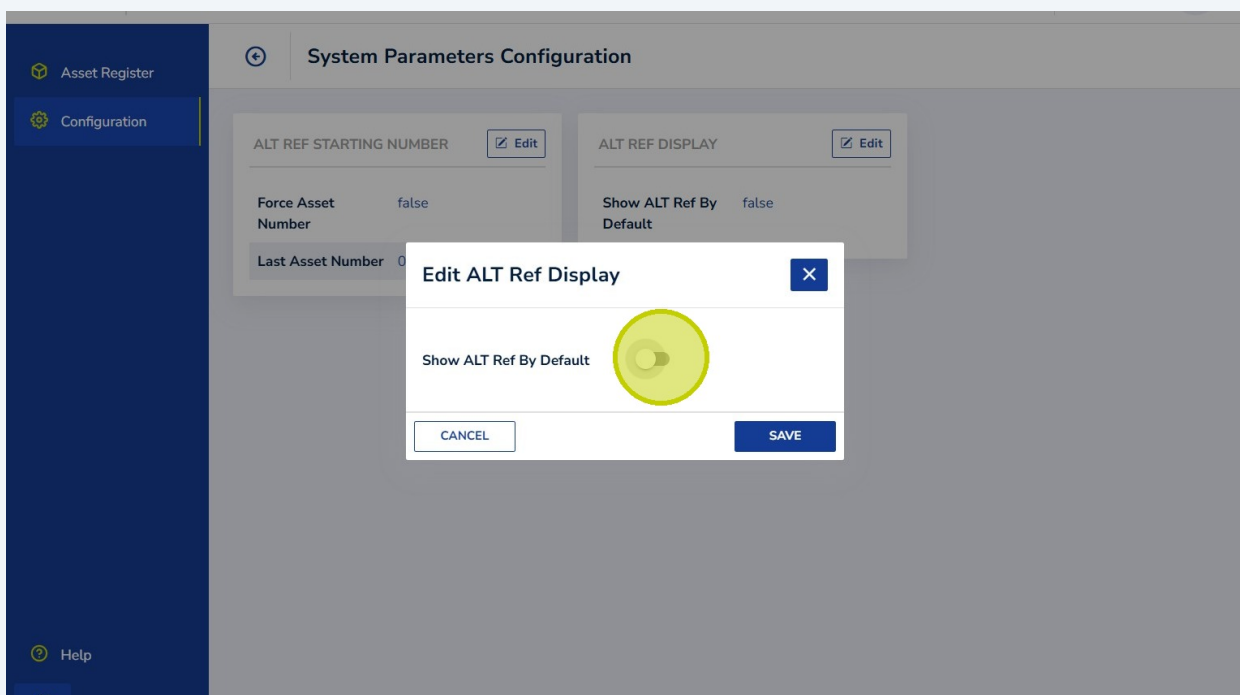 System Parameters Configuration
Asset Register
Configuration
ALT REF STARTING NUMBER
Edit
Force Asset Number
false
Last Asset Number
0
ALT REF DISPLAY
Edit
Show ALT Ref By Default
false
Edit ALT Ref Display
Show ALT Ref By Default
CANCEL
SAVE
Help